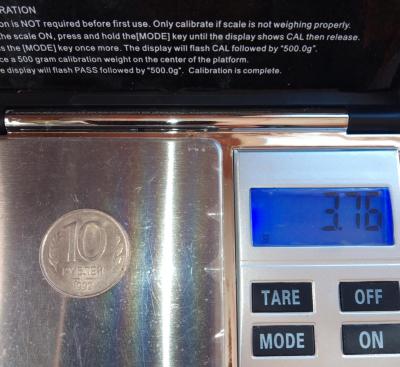 RATION
on is NOT required before first use. Only calibrate if scale is not weighing properly.
the scale ON, press and hold the[MODE] key until the display shows CAL then release.
s the [MODE] key once more. The display will flash CAL followed by "500.0g".
ce a 500 gram calibration weight on the center of the platform.
e display will flash PASS followed by "500.0g". Calibration is complete.
3.76
10
РУБЛЕЙ
TARE OFF
MODE ON